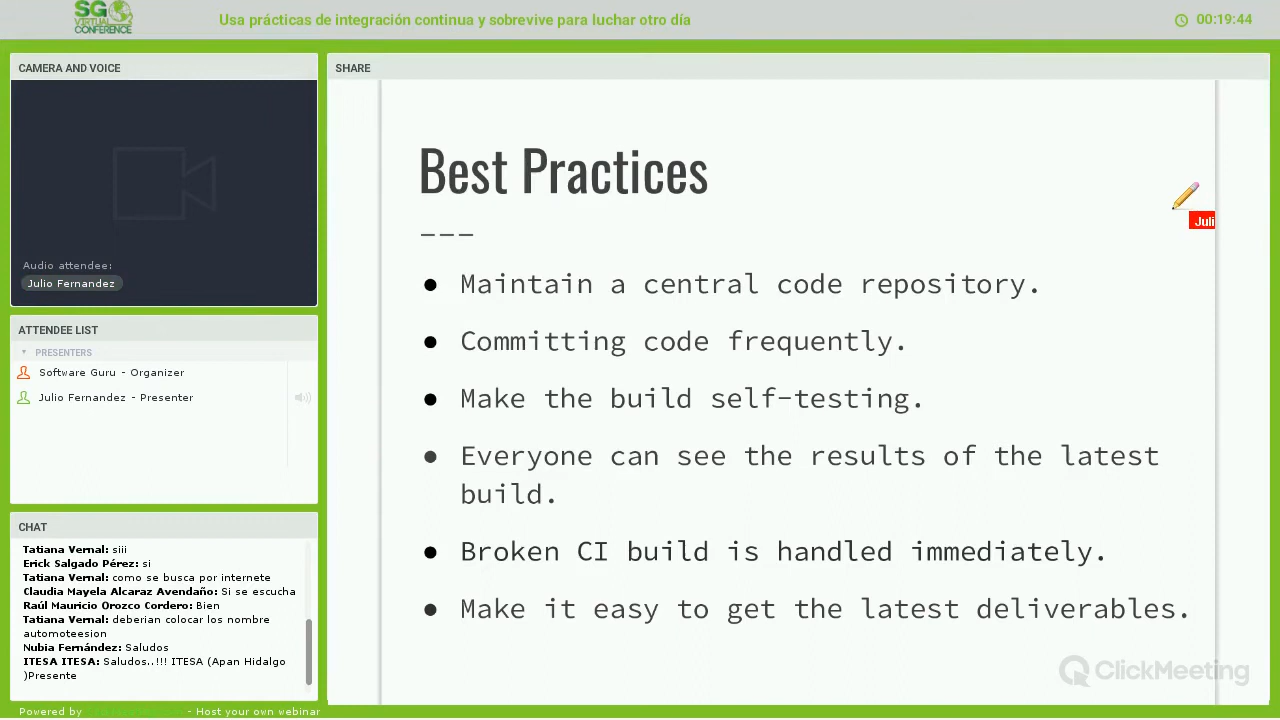 SG
VIRTUAL
CONFERENCE
Usa prácticas de integración continua y sobrevive para luchar otro día
00:19:44
CAMERA AND VOICE
Audio attendee:
Julio Fernandez
ATTENDEE LIST
PRESENTERS
Software Guru - Organizer
Julio Fernandez - Presenter
CHAT
Tatiana Vernal: siii
Erick Salgado Pérez: si
Tatiana Vernal: como se busca por internete
Claudia Mayela Alcaraz Avendaño: Si se escucha
Raúl Mauricio Orozco Cordero: Bien
Tatiana Vernal: deberian colocar los nombre
automoteesion
Nubia Fernández: Saludos
ITESA ITESA: Saludos..!!! ITESA (Apan Hidalgo
)Presente
Powered by
- Host your own webinar
SHARE
Best Practices
---
● Maintain a central code repository.
● Committing code frequently.
● Make the build self-testing.
● Everyone can see the results of the latest
build.
● Broken CI build is handled immediately.
● Make it easy to get the latest deliverables.
Juli
ClickMeeting